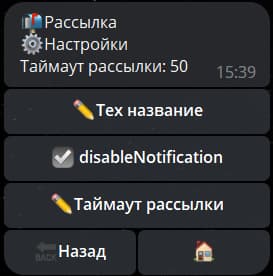 📬Рассылка
⚙️Настройки
Таймаут рассылки: 50
15:39
✏️Тех название
☑️ disableNotification
✏️Таймаут рассылки
🔙Назад
🏠